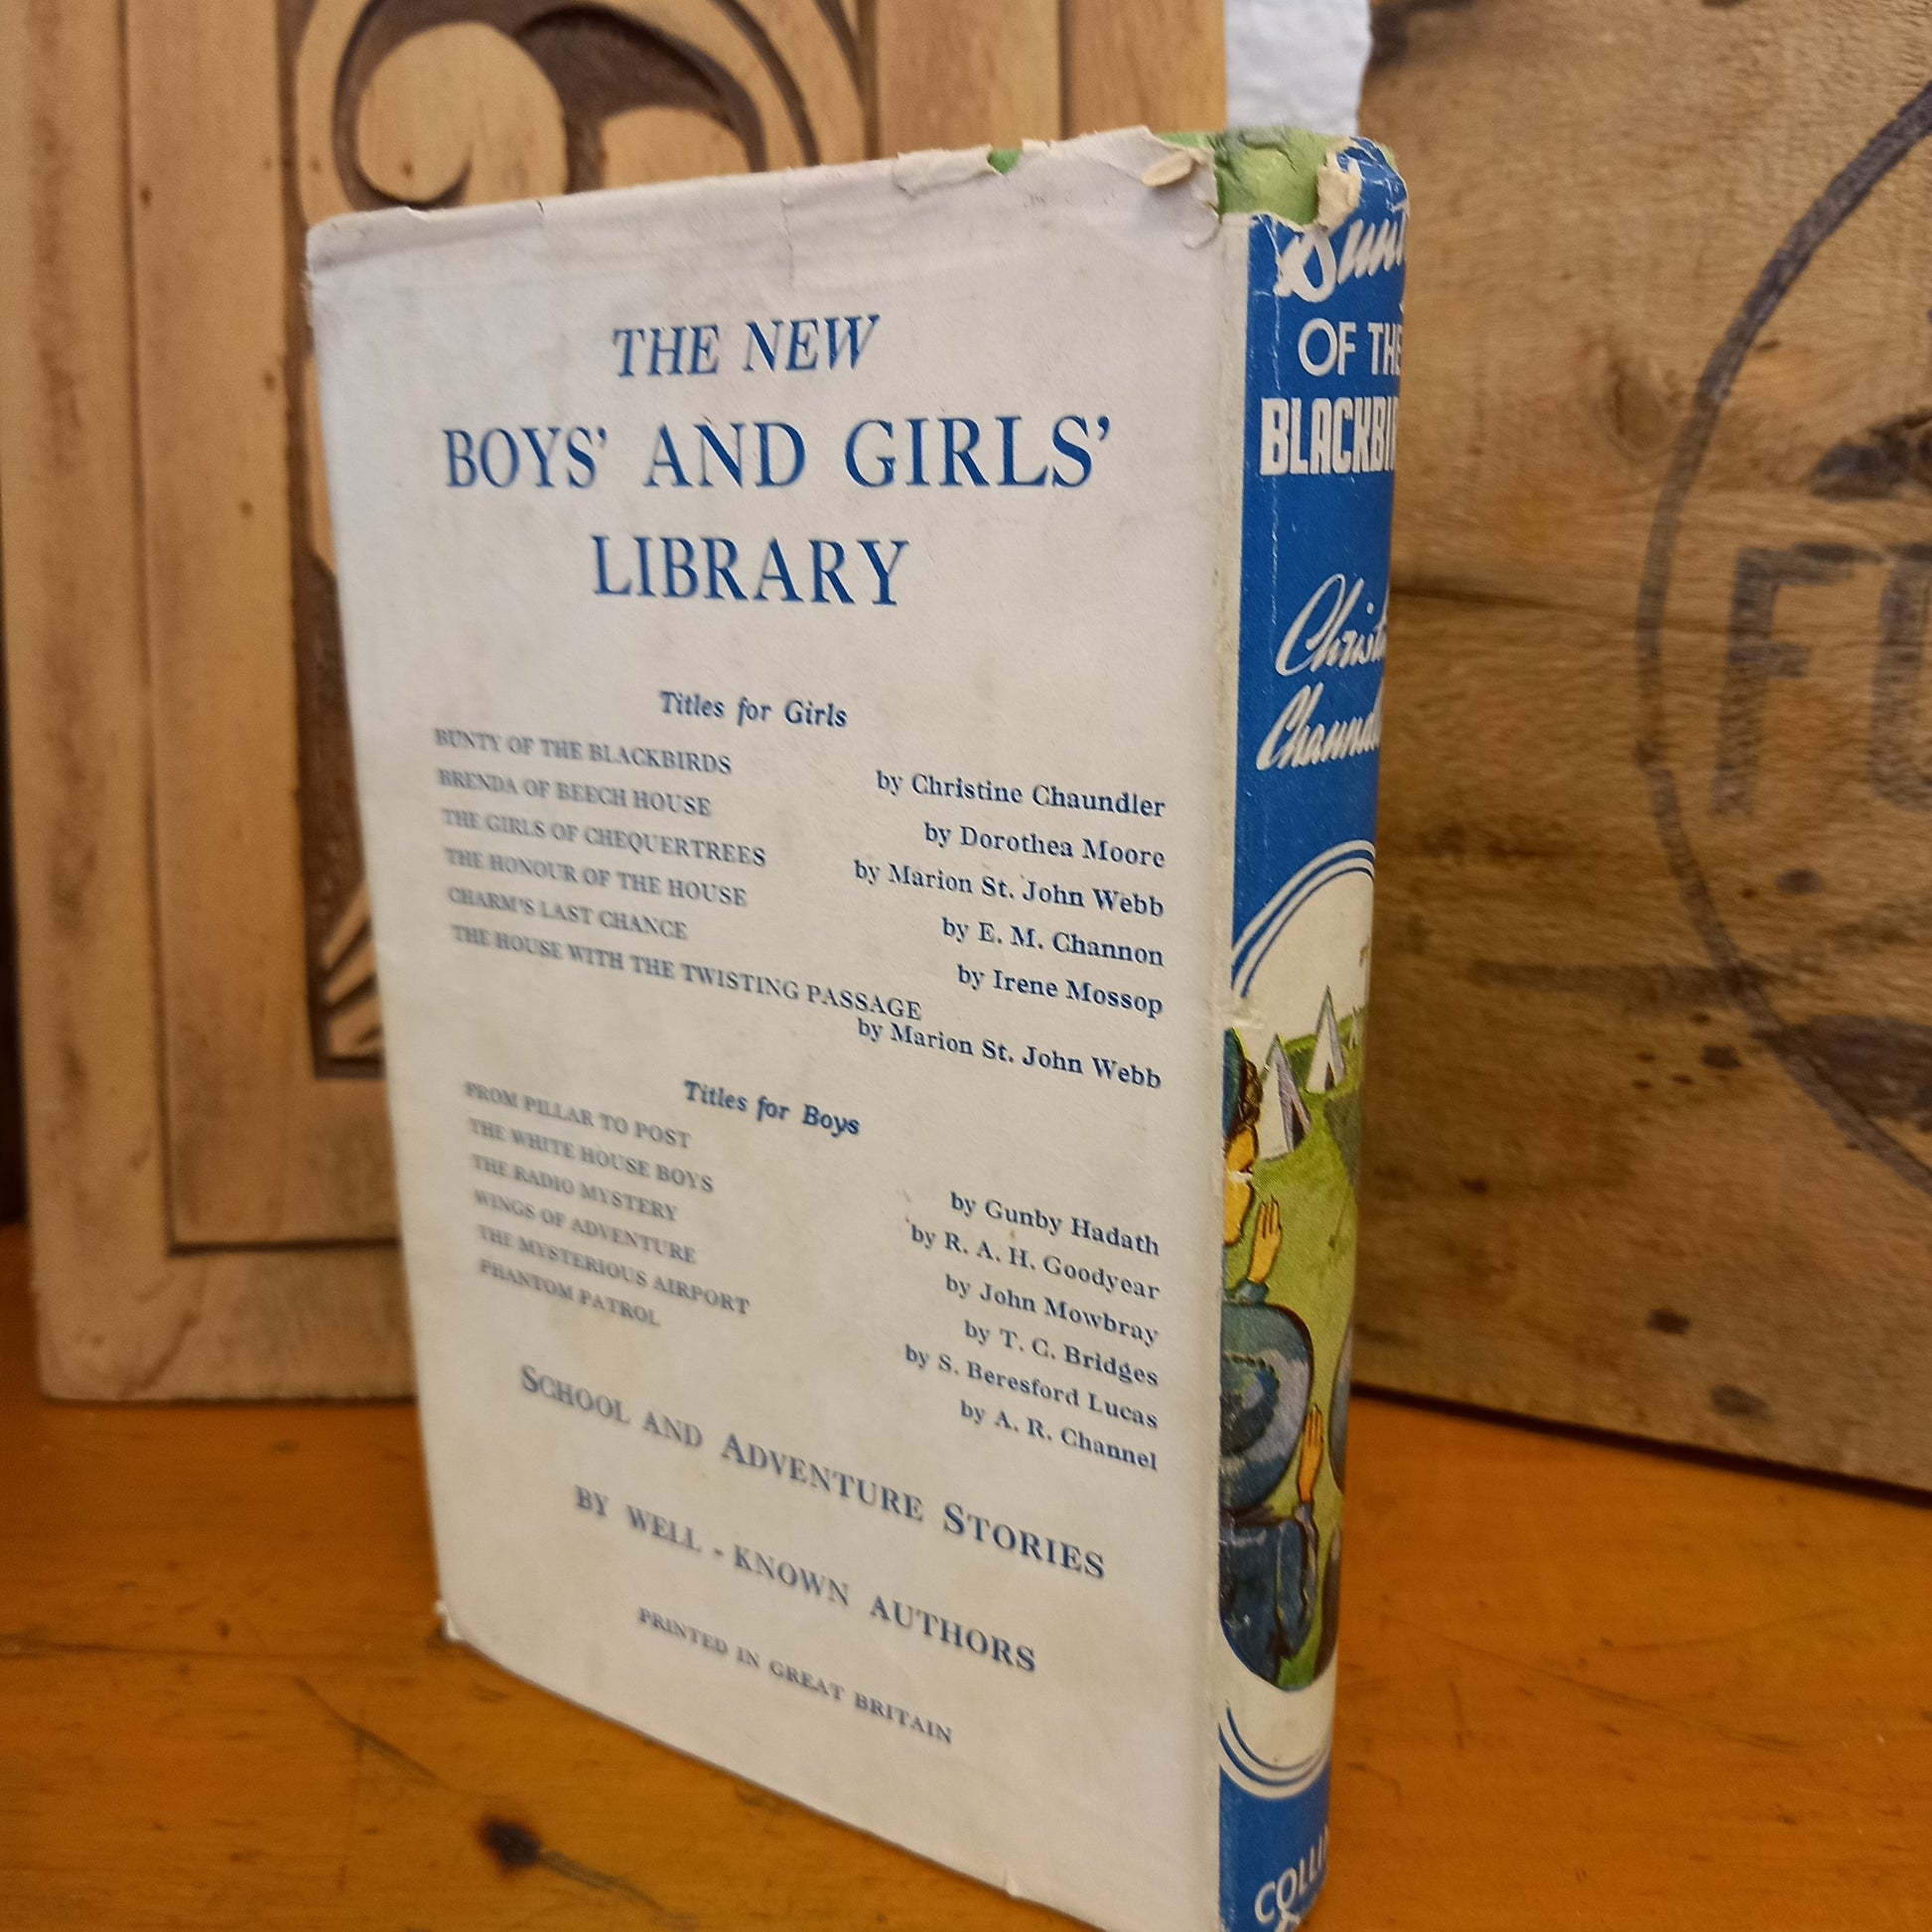 THE NEW
BOYS' AND GIRLS'
LIBRARY
Titles for Girls
BUNTY OF THE BLACKBIRDS by Christine Chaundler
BRENDA OF BEECH HOUSE by Dorothea Moore
THE GIRLS OF CHEQUERTREES by Marion St. John Webb
THE HONOUR OF THE HOUSE by E. M. Channon
CHARM'S LAST CHANCE by Irene Mossop
THE HOUSE WITH THE TWISTING PASSAGE
by Marion St. John Webb
Titles for Boys
FROM PILLAR TO POST by Gunby Hadath
THE WHITE HOUSE BOYS by R. A. H. Goodyear
THE RADIO MYSTERY by John Mowbray
WINGS OF ADVENTURE by T. C. Bridges
THE MYSTERIOUS AIRPORT by S. Beresford Lucas
PHANTOM PATROL by A. R. Channel
SCHOOL AND ADVENTURE STORIES
BY WELL - KNOWN AUTHORS
PRINTED IN GREAT BRITAIN
OF THE